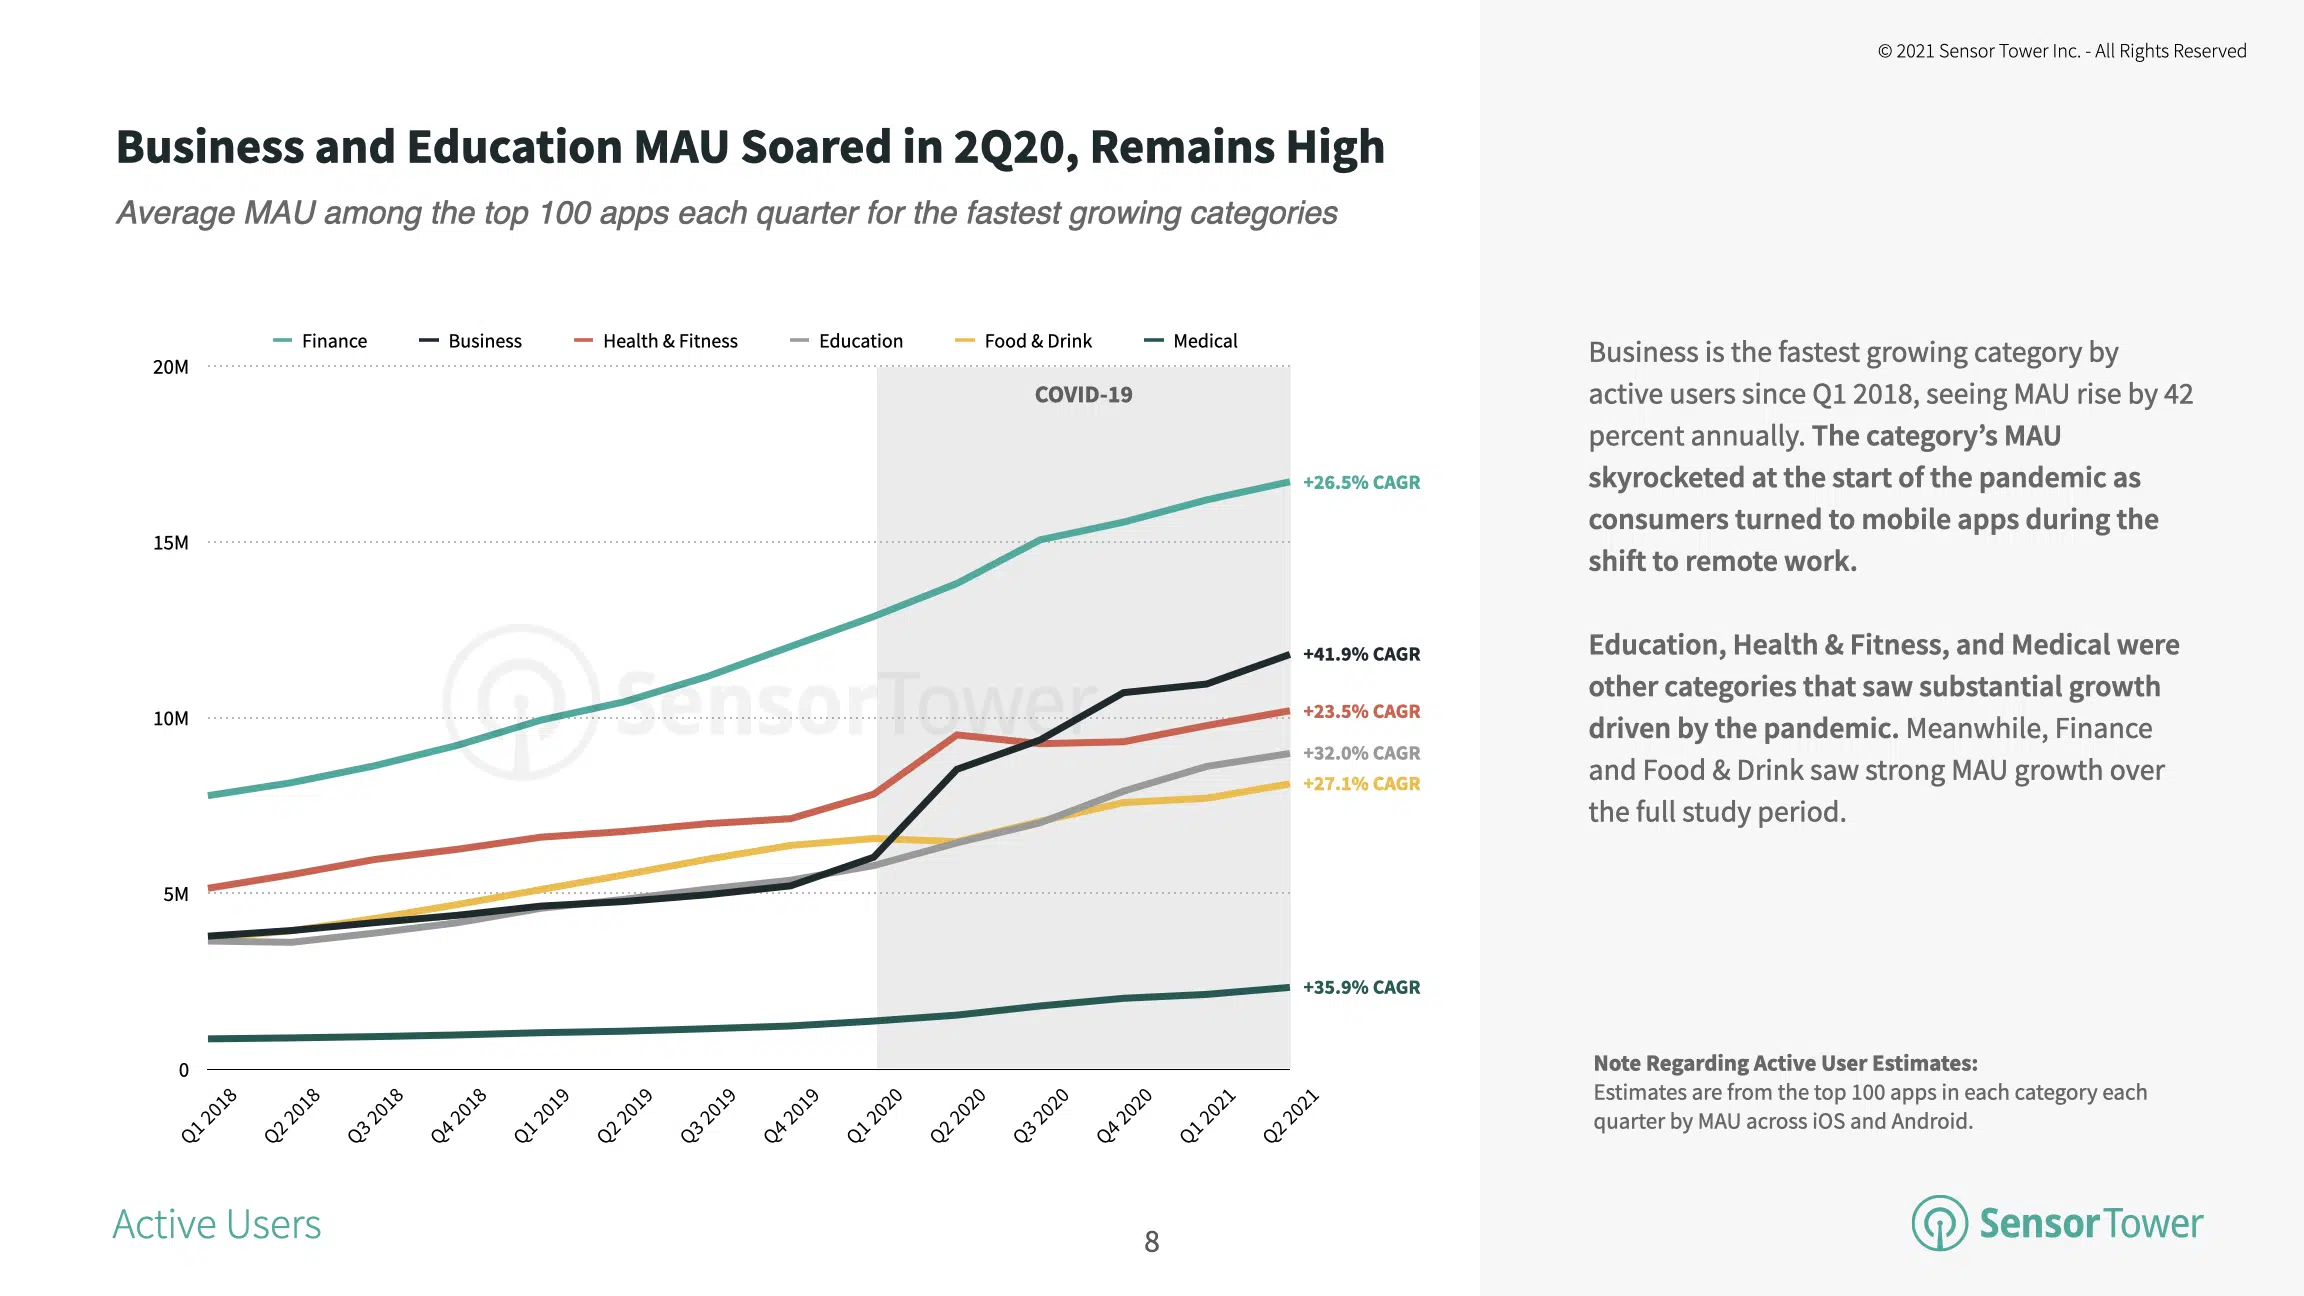 © 2021 Sensor Tower Inc. - All Rights Reserved
Business and Education MAU Soared in 2Q20, Remains High
Average MAU among the top 100 apps each quarter for the fastest growing categories
Finance Business Health & Fitness Education Food & Drink Medical
20M
15M
10M
5M
0
COVID-19
SensorTower
+26.5% CAGR
+41.9% CAGR
+23.5% CAGR
+32.0% CAGR
+27.1% CAGR
+35.9% CAGR
Q1 2018
Q2 2018
Q3 2018
Q4 2018
Q1 2019
Q2 2019
Q3 2019
Q4 2019
Q1 2020
Q2 2020
Q3 2020
Q4 2020
Q1 2021
Q2 2021
Business is the fastest growing category by
active users since Q1 2018, seeing MAU rise by 42
percent annually. The category’s MAU
skyrocketed at the start of the pandemic as
consumers turned to mobile apps during the
shift to remote work.
Education, Health & Fitness, and Medical were
other categories that saw substantial growth
driven by the pandemic. Meanwhile, Finance
and Food & Drink saw strong MAU growth over
the full study period.
Note Regarding Active User Estimates:
Estimates are from the top 100 apps in each category each
quarter by MAU across iOS and Android.
Active Users
8
SensorTower